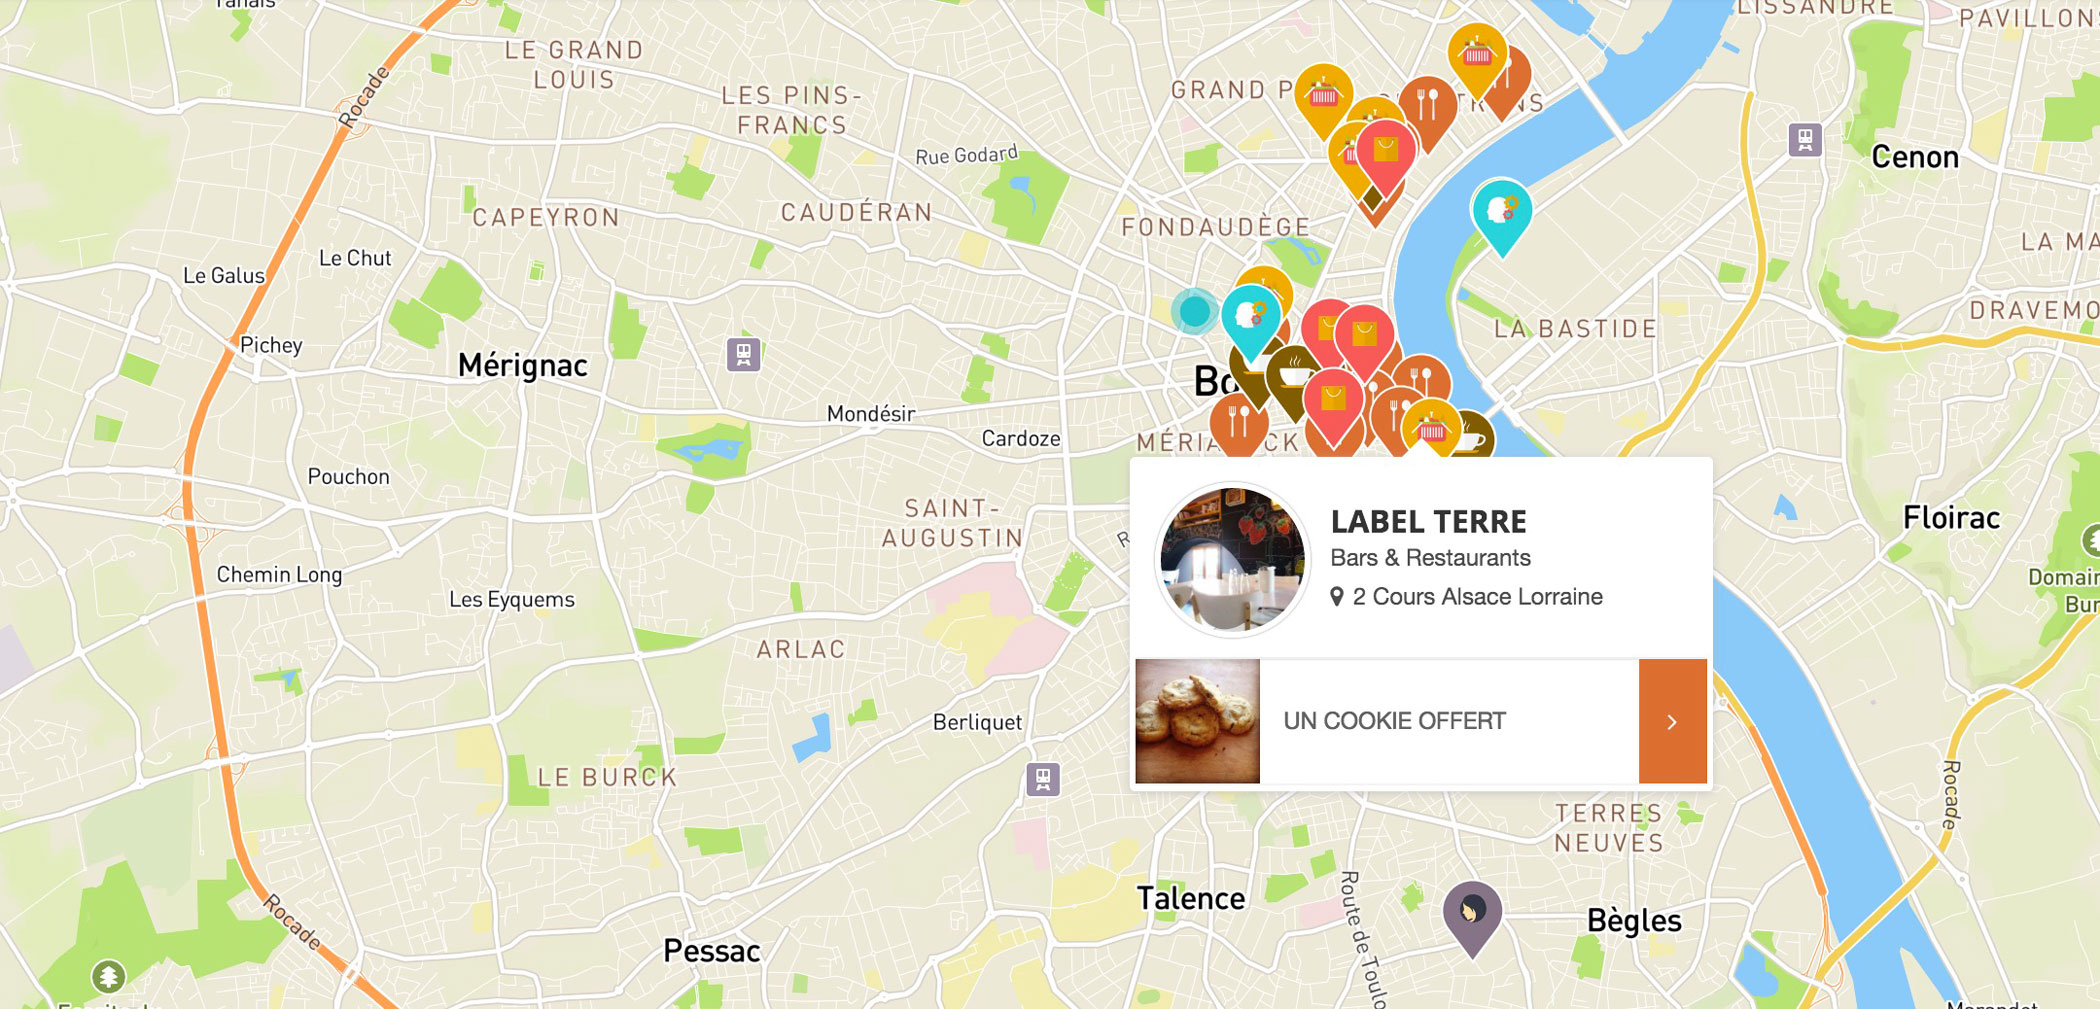 LISSANDRE
PAVILLONS
LE GRAND
LOUIS
Rocade
LES PINS-
FRANCS
GRAND P
TRONS
Cenon
Rue Godard
CAPEYRON
CAUDÉRAN
FONDAUDÈGE
Le Chut
Le Galus
LA MA
DRAVEMO
LA BASTIDE
Pichey
Mérignac
Bo
Mondésir
Cardoze
MÉRIA
CK
Pouchon
SAINT-
AUGUSTIN
Floirac
LABEL TERRE
Bars & Restaurants
2 Cours Alsace Lorraine
Chemin Long
Les Eyquems
Domain
Bur
ARLAC
Berliquet
UN COOKIE OFFERT
LE BURCK
Rocade
TERRES
NEUVES
Talence
Route de Toulo
Bègles
Rocade
Pessac